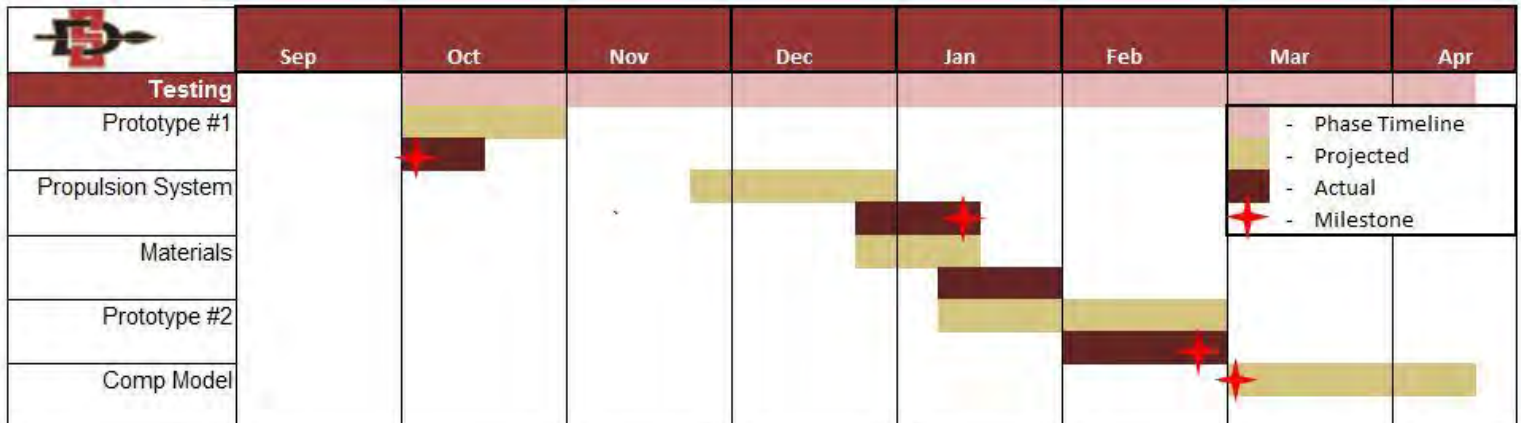 Sep Oct Nov Dec Jan Feb Mar Apr
Testing
Prototype #1
- Phase Timeline
- Projected
Propulsion System
- Actual
- Milestone
Materials
Prototype #2
Comp Model